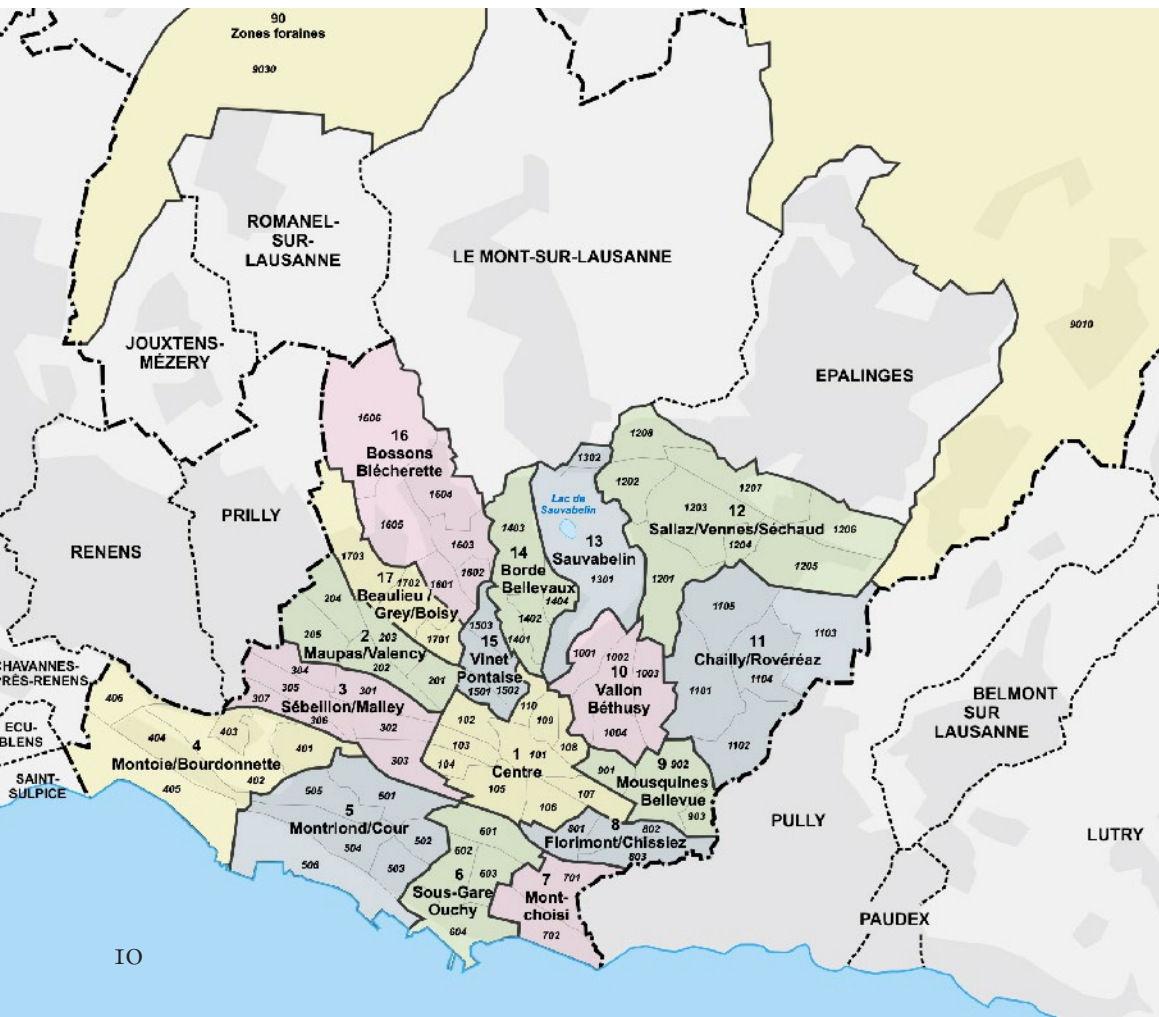 90
Zones foraines
9030
ROMANEL-
SUR-
LAUSANNE
LE MONT-SUR-LAUSANNE
JOUXTENS-
MÉZERY
9010
EPALINGES
1606
16
Bossons
Blécherette
1604
1605
1603
1602
1601
PRILLY
RENENS
1302
Lac de
Sauvabelin
13
Sauvabelin
1301
1208
1202
1207
1203
12
Sallaz/Vennes/Séchaud
1206
1204
1205
1201
1403
14
Borde
Bellevaux
1404
1402
1401
1703
17
1702
Beaulieu /
Grey/Boisy
1701
1503
15
Vinet
Pontaise
1501
1502
204
205
2
203
Maupas/Valency
202
201
1105
1103
11
Chailly/Rovéréaz
1104
1101
1102
1001
1002
10
1003
Vallon
Béthusy
1004
304
305
3
301
307
Sébeillon/Malley
306
302
303
CHAVANNES-
PRÈS-RENENS
ECU-
BLENS
SAINT-
SULPICE
406
404
403
4
401
Montoie/Bourdonnette
402
405
110
102
109
103
1
101
108
104
Centre
105
107
106
9
902
901
Mousquines
Bellevue
903
BELMONT
SUR
LAUSANNE
505
501
5
Montriond/Cour
502
504
506
503
601
602
6
603
Sous-Gare
Ouchy
604
8
801
802
Florimont/Chissiez
803
7
701
Mont-
choisi
702
PULLY
LUTRY
PAUDEX
10